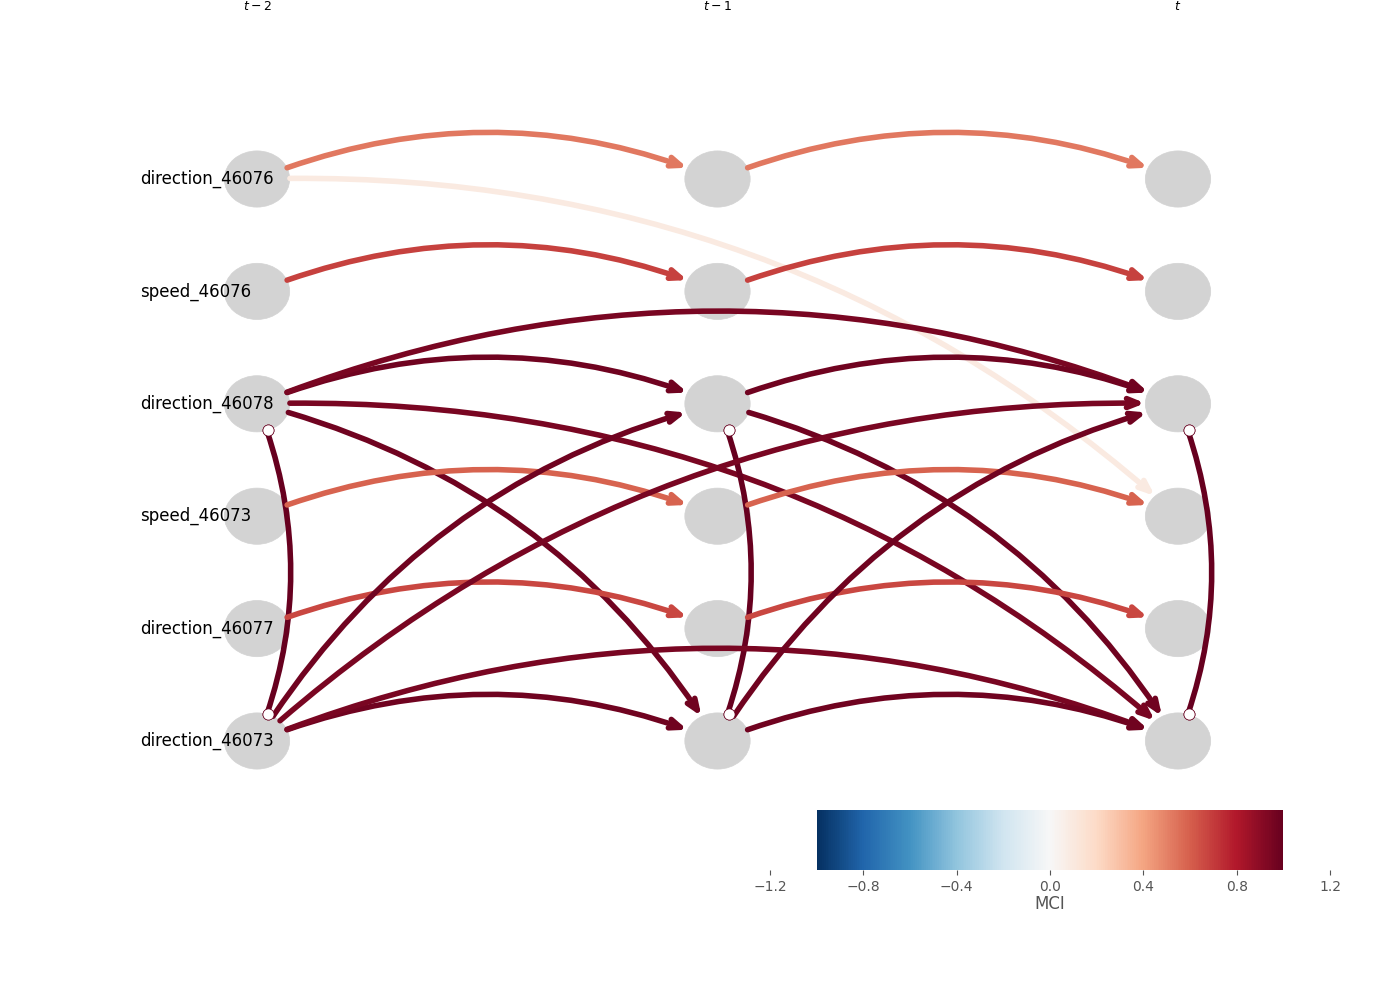 t − 2 t − 1 t
direction_46076
speed_46076
direction_46078
speed_46073
direction_46077
direction_46073
−1.2 −0.8 −0.4 0.0 0.4 0.8 1.2
MCI